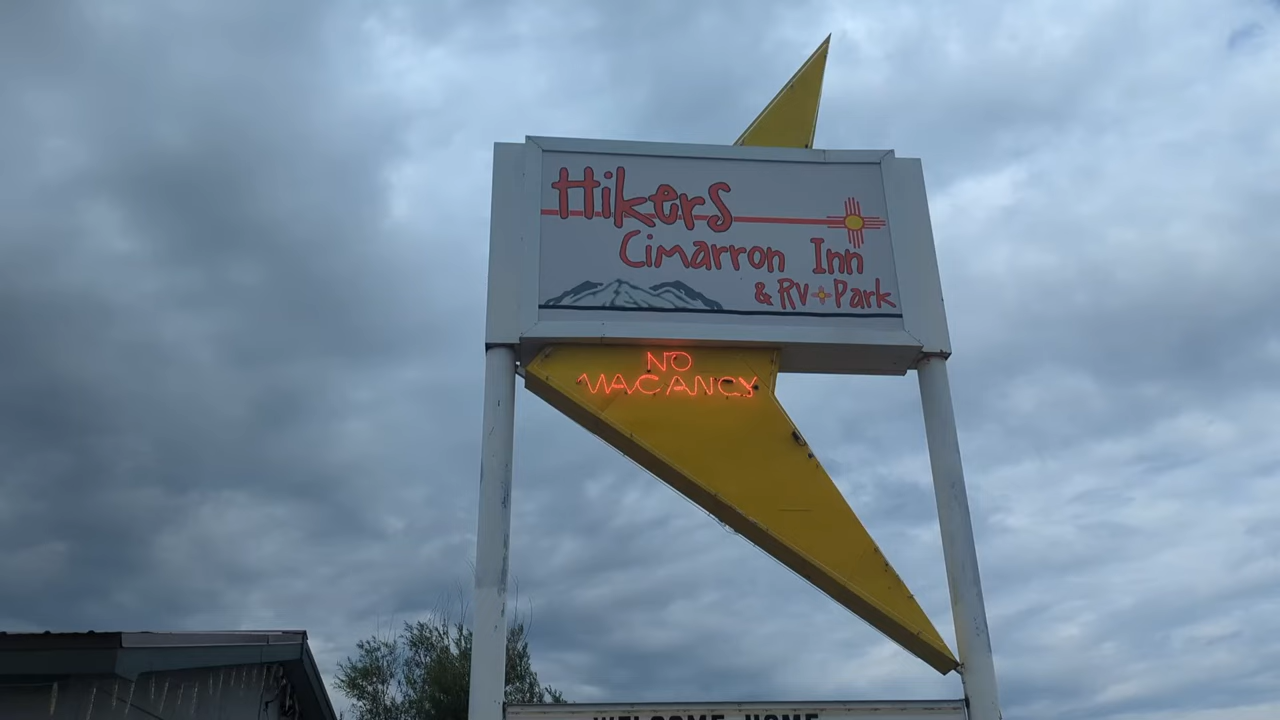 Hikers
Cimarron Inn
& RV Park
NO
VACANCY
WELCOME HOME